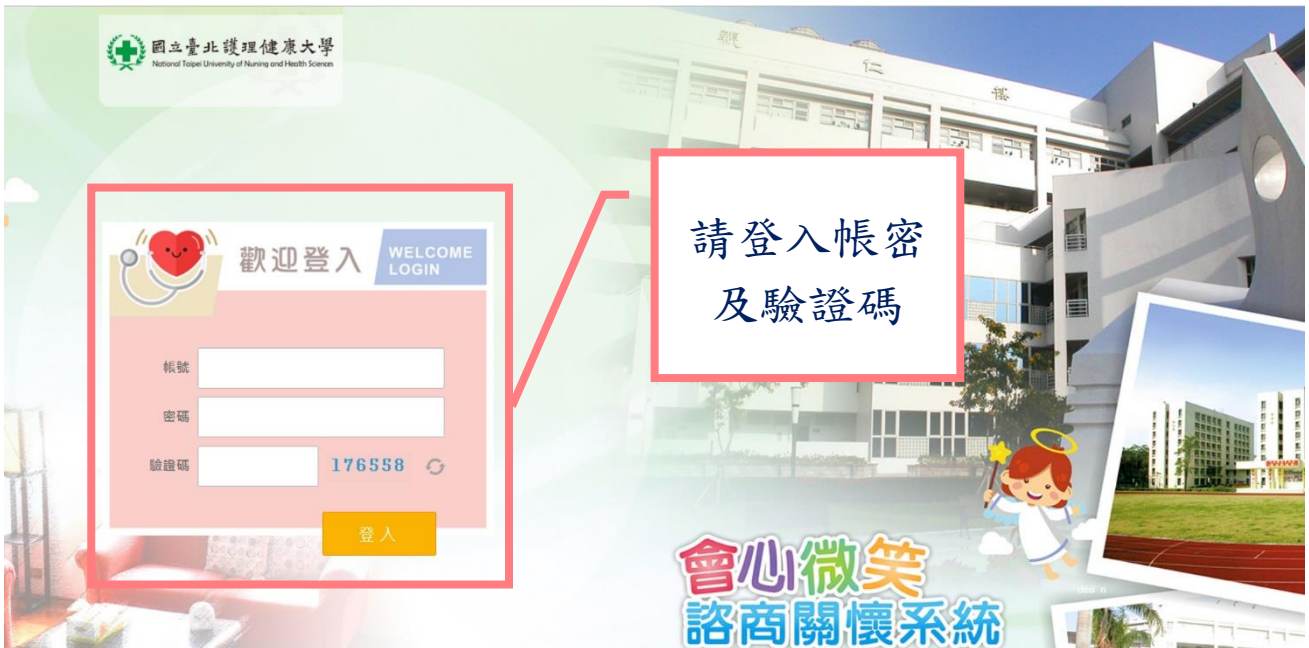 國立臺北護理健康大學
National Taipei University of Nuring and Health Sciences
歡迎登入
WELCOME
LOGIN
帳號
密碼
驗證碼
176558
登入
請登入帳密
及驗證碼
會心微笑
諮商關懷系統